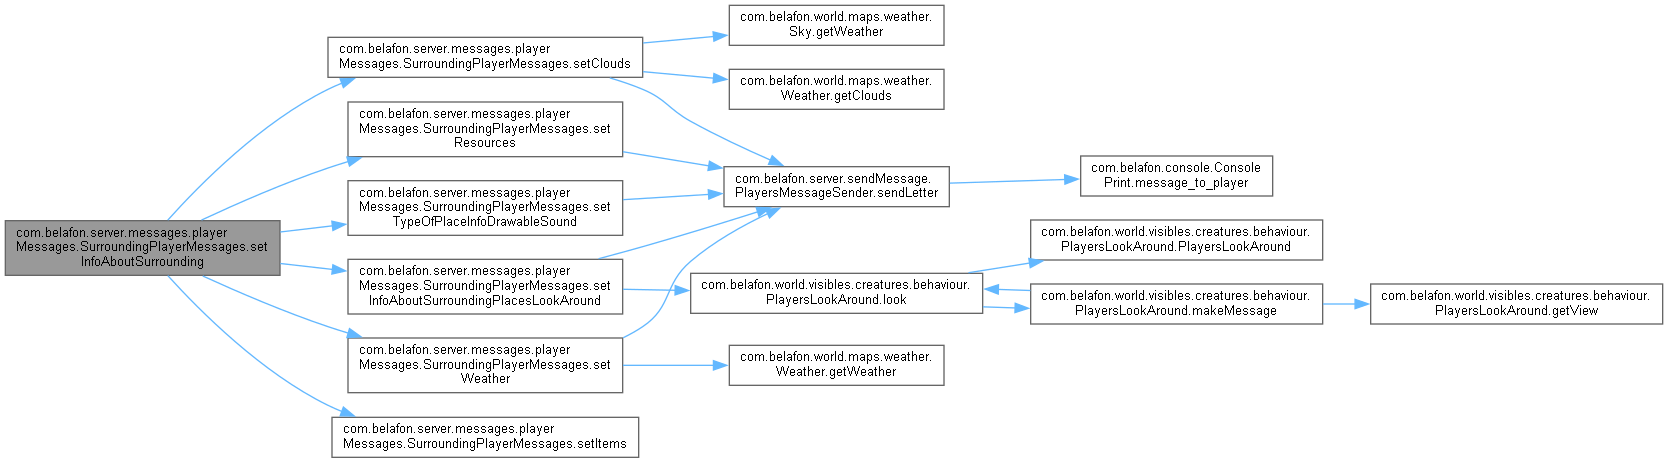 com.belafon.server.messages.player
Messages.SurroundingPlayerMessages.set
InfoAboutSurrounding
com.belafon.server.messages.player
Messages.SurroundingPlayerMessages.setClouds
com.belafon.server.messages.player
Messages.SurroundingPlayerMessages.set
Resources
com.belafon.server.messages.player
Messages.SurroundingPlayerMessages.set
TypeOfPlaceInfoDrawableSound
com.belafon.server.messages.player
Messages.SurroundingPlayerMessages.set
InfoAboutSurroundingPlacesLookAround
com.belafon.server.messages.player
Messages.SurroundingPlayerMessages.set
Weather
com.belafon.server.messages.player
Messages.SurroundingPlayerMessages.setItems
com.belafon.world.maps.weather.
Sky.getWeather
com.belafon.world.maps.weather.
Weather.getClouds
com.belafon.server.sendMessage.
PlayersMessageSender.sendLetter
com.belafon.world.visibles.creatures.behaviour.
PlayersLookAround.look
com.belafon.world.maps.weather.
Weather.getWeather
com.belafon.console.Console
Print.message_to_player
com.belafon.world.visibles.creatures.behaviour.
PlayersLookAround.PlayersLookAround
com.belafon.world.visibles.creatures.behaviour.
PlayersLookAround.makeMessage
com.belafon.world.visibles.creatures.behaviour.
PlayersLookAround.getView